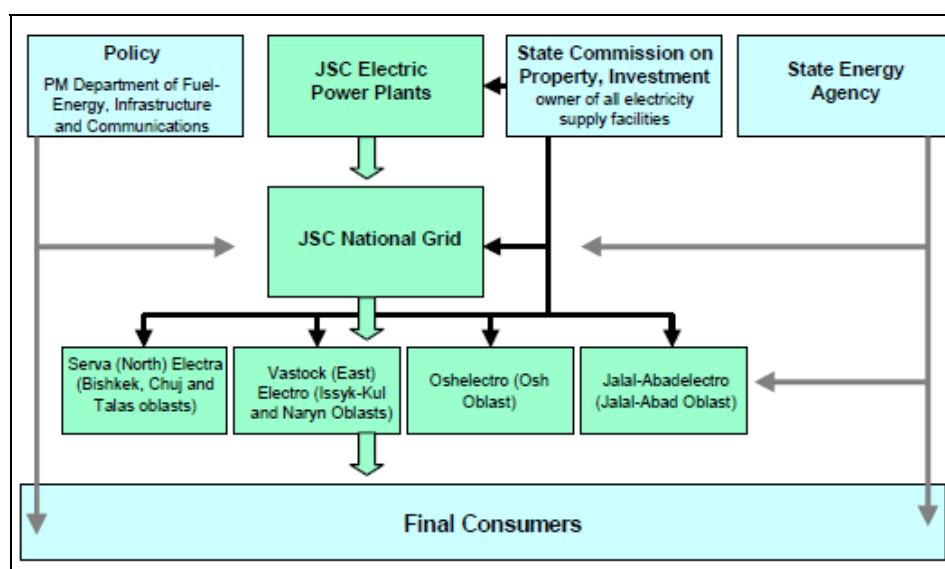 Policy
PM Department of Fuel-
Energy, Infrastructure
and Communications
JSC Electric
Power Plants
State Commission on
Property, Investment
owner of all electricity
supply facilities
State Energy
Agency
JSC National Grid
Serva (North) Electra
(Bishkek, Chuj and
Talas oblasts)
Vastock (East)
Electro (Issyk-Kul
and Naryn Oblasts)
Oshelectro (Osh
Oblast)
Jalal-Abadelectro
(Jalal-Abad Oblast)
Final Consumers